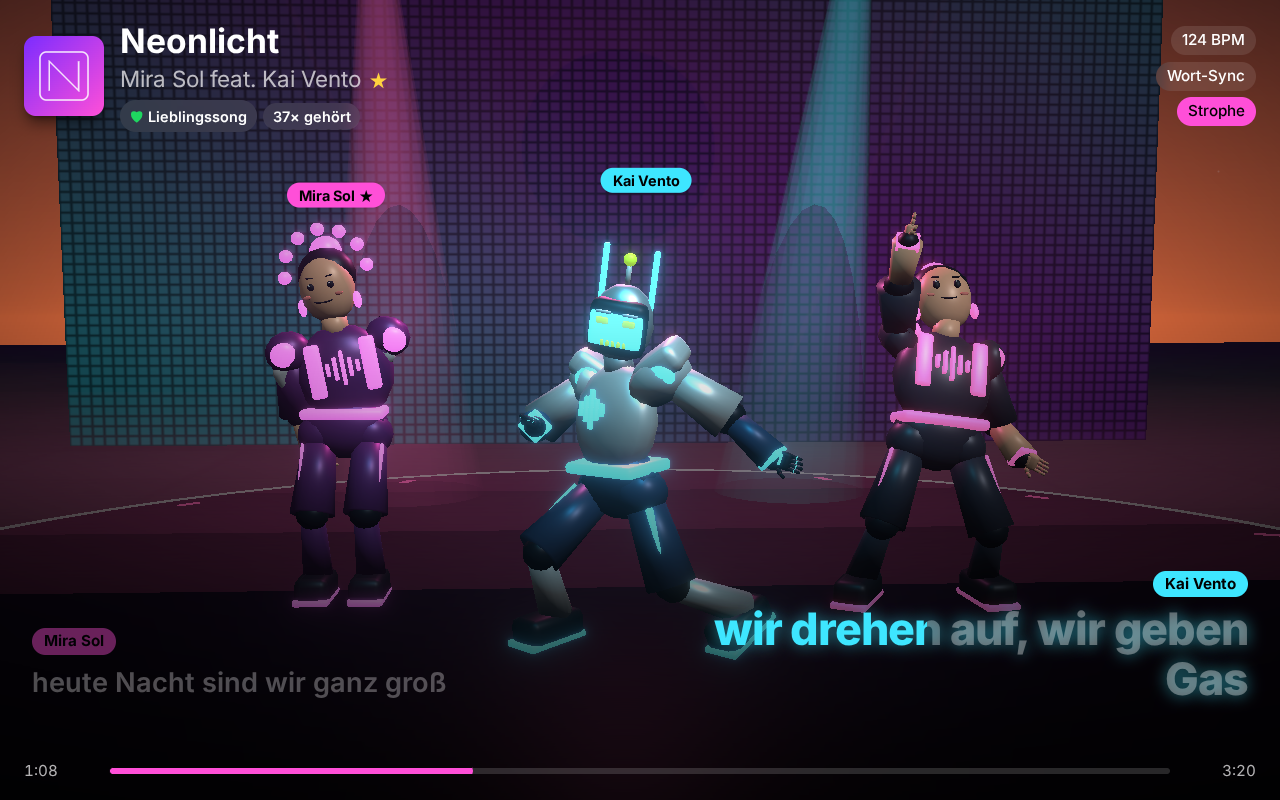 Neonlicht
Mira Sol feat. Kai Vento ★
Lieblingssong
37× gehört
124 BPM
Wort-Sync
Strophe
Mira Sol ★
Kai Vento
Kai Vento
wir drehen auf, wir geben
Gas
Mira Sol
heute Nacht sind wir ganz groß
1:08
3:20